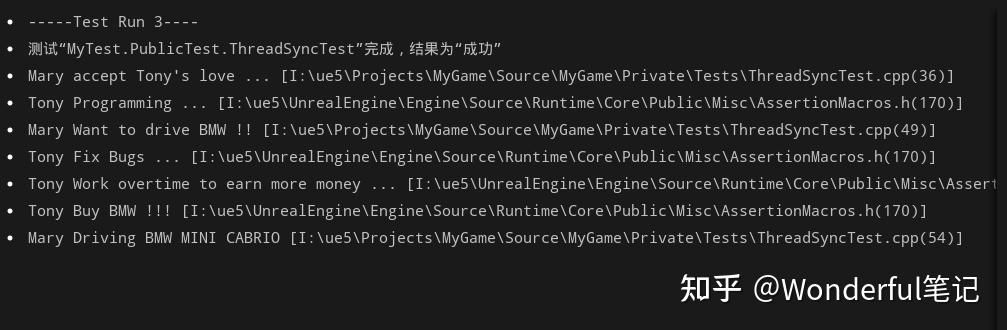 -----Test Run 3----
测试“MyTest.PublicTest.ThreadSyncTest”完成，结果为“成功”
Mary accept Tony's love ... [I:\ue5\Projects\MyGame\Source\MyGame\Private\Tests\ThreadSyncTest.cpp(36)]
Tony Programming ... [I:\ue5\UnrealEngine\Engine\Source\Runtime\Core\Public\Misc\AssertionMacros.h(170)]
Mary Want to drive BMW !! [I:\ue5\Projects\MyGame\Source\MyGame\Private\Tests\ThreadSyncTest.cpp(49)]
Tony Fix Bugs ... [I:\ue5\UnrealEngine\Engine\Source\Runtime\Core\Public\Misc\AssertionMacros.h(170)]
Tony Work overtime to earn more money ... [I:\ue5\UnrealEngine\Engine\Source\Runtime\Core\Public\Misc\Assert
Tony Buy BMW !!! [I:\ue5\UnrealEngine\Engine\Source\Runtime\Core\Public\Misc\AssertionMacros.h(170)]
Mary Driving BMW MINI CABRIO [I:\ue5\Projects\MyGame\Source\MyGame\Private\Tests\ThreadSyncTest.cpp(54)]
知乎 @Wonderful笔记